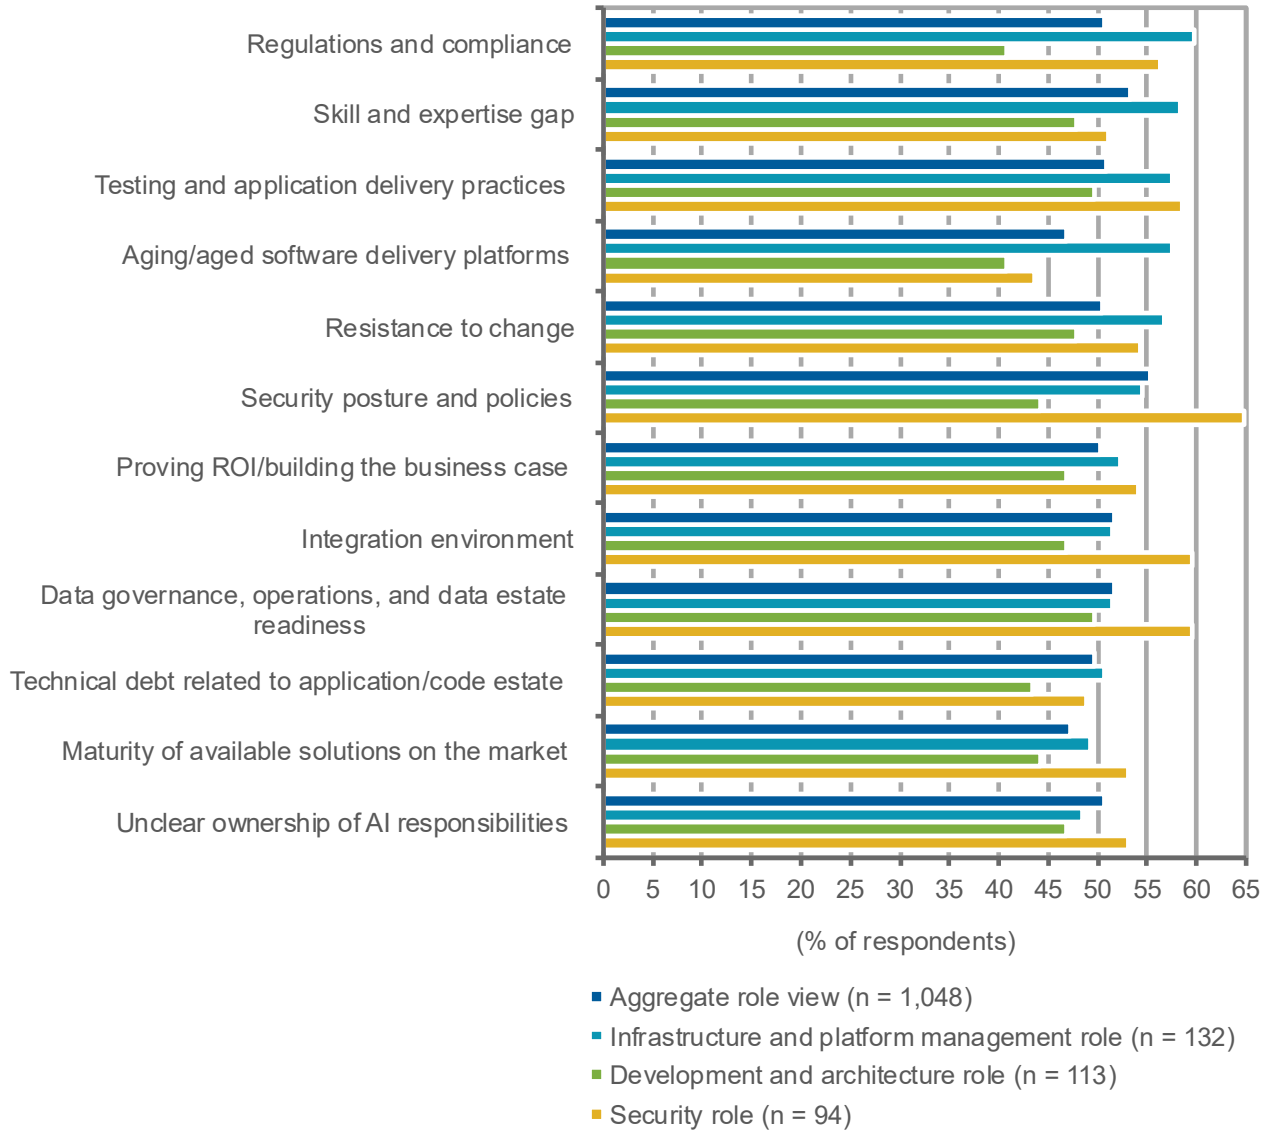 Regulations and compliance
Skill and expertise gap
Testing and application delivery practices
Aging/aged software delivery platforms
Resistance to change
Security posture and policies
Proving ROI/building the business case
Integration environment
Data governance, operations, and data estate
readiness
Technical debt related to application/code estate
Maturity of available solutions on the market
Unclear ownership of AI responsibilities
0 5 10 15 20 25 30 35 40 45 50 55 60 65
(% of respondents)
Aggregate role view (n = 1,048)
Infrastructure and platform management role (n = 132)
Development and architecture role (n = 113)
Security role (n = 94)